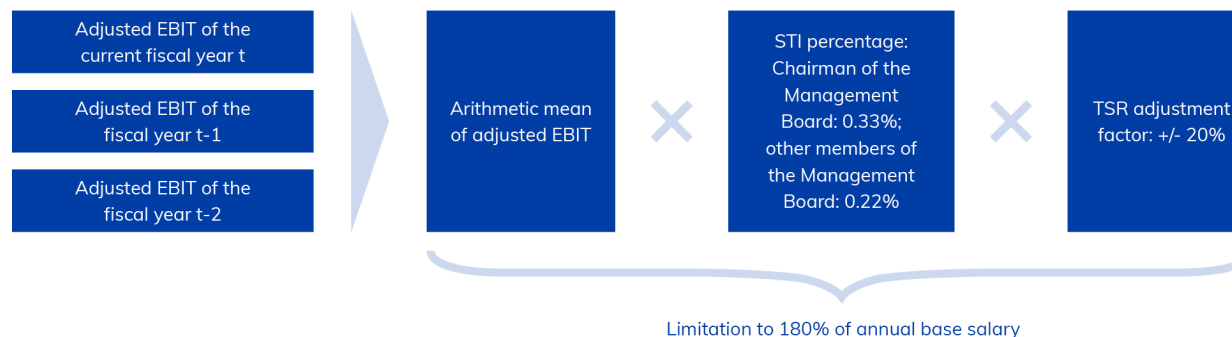 Adjusted EBIT of the
current fiscal year t
Adjusted EBIT of the
fiscal year t-1
Adjusted EBIT of the
fiscal year t-2
Arithmetic mean
of adjusted EBIT
STI percentage:
Chairman of the
Management
Board: 0.33%;
other members of
the Management
Board: 0.22%
TSR adjustment
factor: +/- 20%
Limitation to 180% of annual base salary